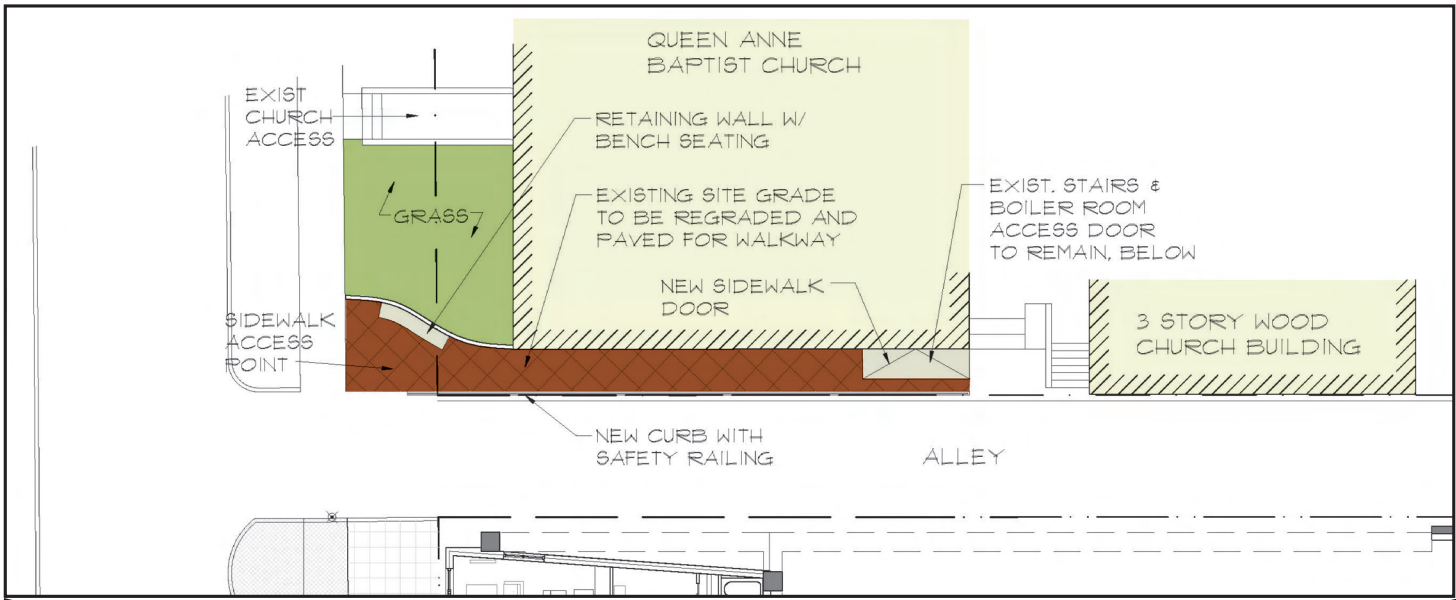 QUEEN ANNE
BAPTIST CHURCH
EXIST
CHURCH
ACCESS
RETAINING WALL W/
BENCH SEATING
EXISTING SITE GRADE
TO BE REGRADED AND
PAVED FOR WALKWAY
EXIST. STAIRS &
BOILER ROOM
ACCESS DOOR
TO REMAIN, BELOW
GRASS
NEW SIDEWALK
DOOR
SIDEWALK
ACCESS
POINT
3 STORY WOOD
CHURCH BUILDING
NEW CURB WITH
SAFETY RAILING
ALLEY